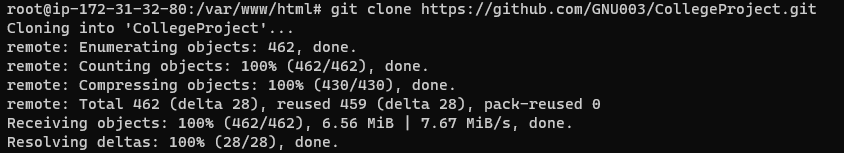 root@ip-172-31-32-80:/var/www/html# git clone https://github.com/GNU003/CollegeProject.git
Cloning into 'CollegeProject'...
remote: Enumerating objects: 462, done.
remote: Counting objects: 100% (462/462), done.
remote: Compressing objects: 100% (430/430), done.
remote: Total 462 (delta 28), reused 459 (delta 28), pack-reused 0
Receiving objects: 100% (462/462), 6.56 MiB | 7.67 MiB/s, done.
Resolving deltas: 100% (28/28), done.